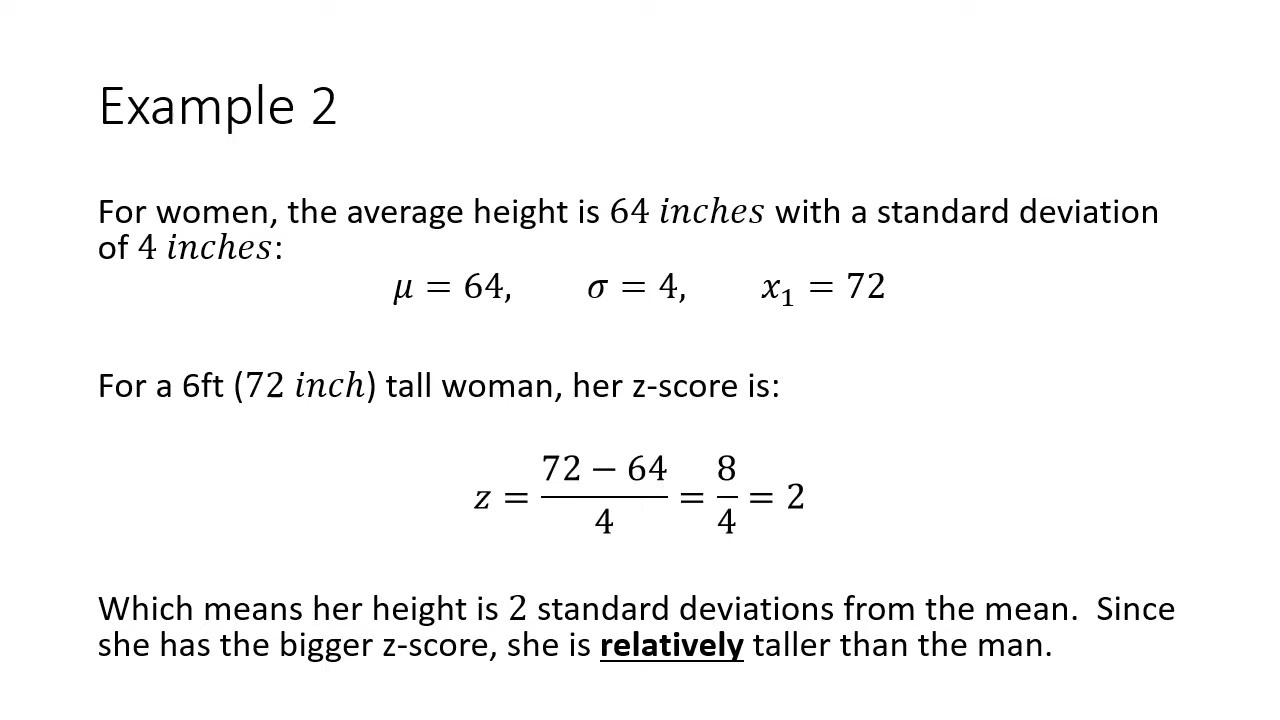 Example 2
For women, the average height is 64 inches with a standard deviation
of 4 inches:
μ = 64, σ = 4, x₁ = 72
For a 6ft (72 inch) tall woman, her z-score is:
z = \frac{72 − 64}{4} = \frac{8}{4} = 2
Which means her height is 2 standard deviations from the mean. Since
she has the bigger z-score, she is relatively taller than the man.